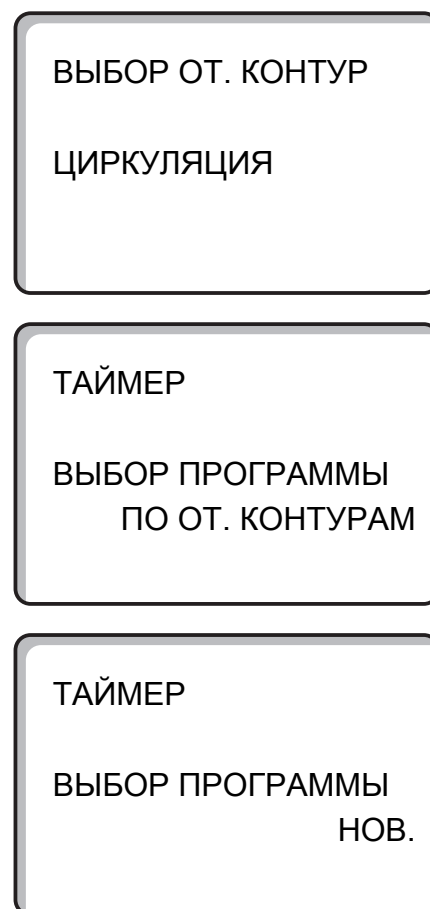 ВЫБОР ОТ. КОНТУР
ЦИРКУЛЯЦИЯ
ТАЙМЕР
ВЫБОР ПРОГРАММЫ
ПО ОТ. КОНТУРАМ
ТАЙМЕР
ВЫБОР ПРОГРАММЫ
НОВ.